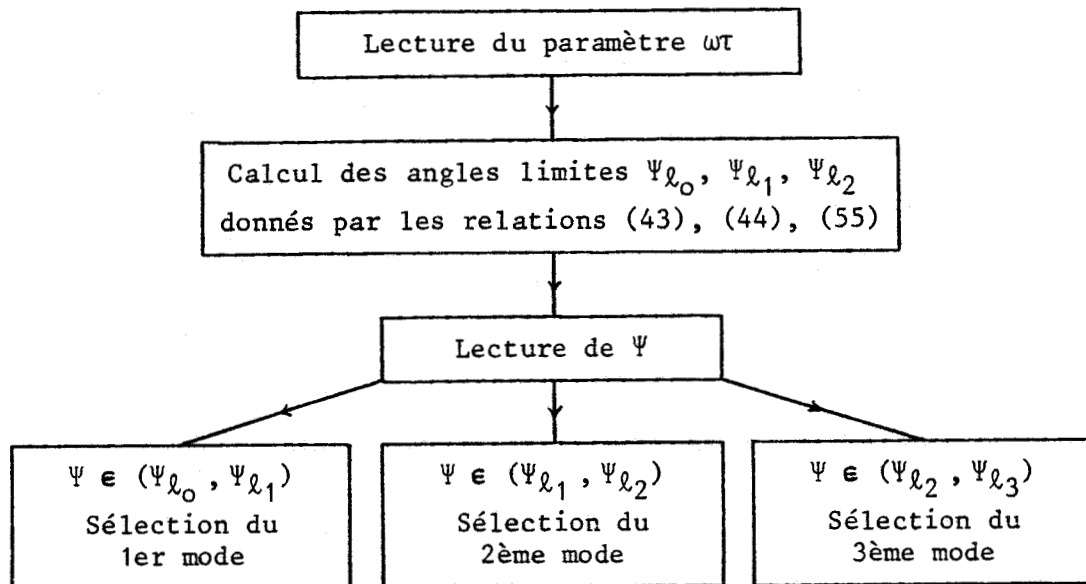 Lecture du paramètre ωτ
Calcul des angles limites Ψℓ₀, Ψℓ₁, Ψℓ₂
donnés par les relations (43), (44), (55)
Lecture de Ψ
Ψ ∈ (Ψℓ₀, Ψℓ₁)
Sélection du
1er mode
Ψ ∈ (Ψℓ₁, Ψℓ₂)
Sélection du
2ème mode
Ψ ∈ (Ψℓ₂, Ψℓ₃)
Sélection du
3ème mode